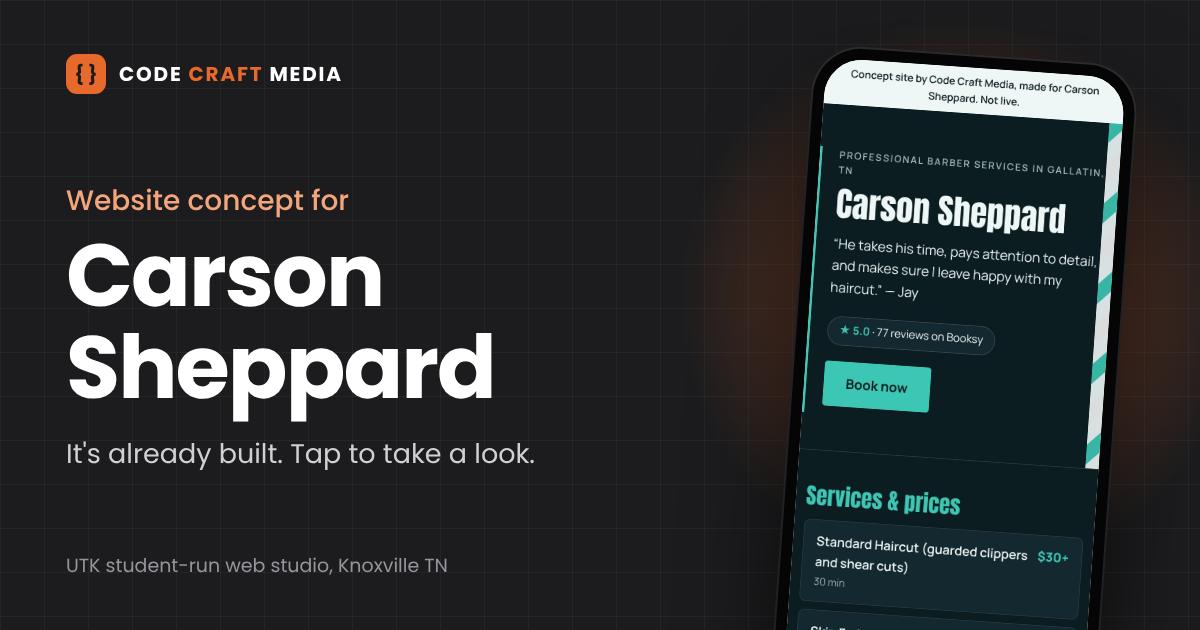 { } CODE CRAFT MEDIA
Website concept for
Carson
Sheppard
It's already built. Tap to take a look.
UTK student-run web studio, Knoxville TN
Concept site by Code Craft Media, made for Carson
Sheppard. Not live.
PROFESSIONAL BARBER SERVICES IN GALLATIN,
TN
Carson Sheppard
“He takes his time, pays attention to detail,
and makes sure I leave happy with my
haircut.” — Jay
★ 5.0 · 77 reviews on Booksy
Book now
Services & prices
Standard Haircut (guarded clippers $30+
and shear cuts)
30 min